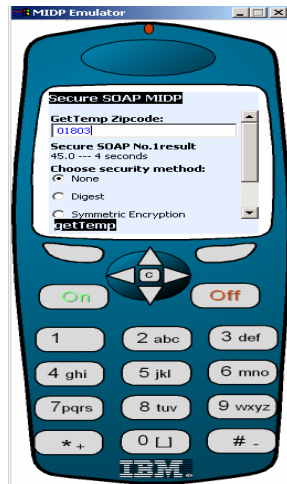 MIDP Emulator
Secure SOAP MIDP
GetTemp Zipcode:
01803
Secure SOAP No.1result
45.0 --- 4 seconds
Choose security method:
None
Digest
Symmetric Encryption
getTemp
C
On Off
1 2 abc 3 def
4 ghi 5 jkl 6 mno
7pqrs 8 tuv 9 wxyz
* + 0 # -
IBM.